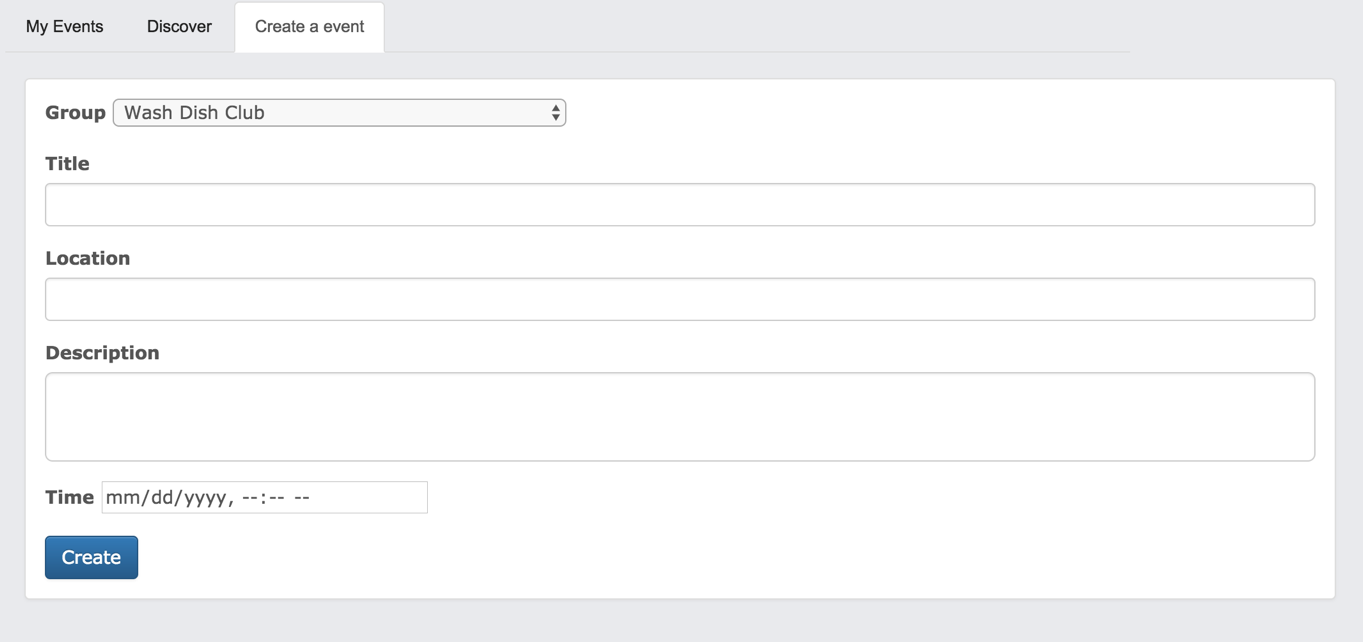 My Events Discover Create a event
Group Wash Dish Club
Title
Location
Description
Time mm/dd/yyyy, --:-- --
Create